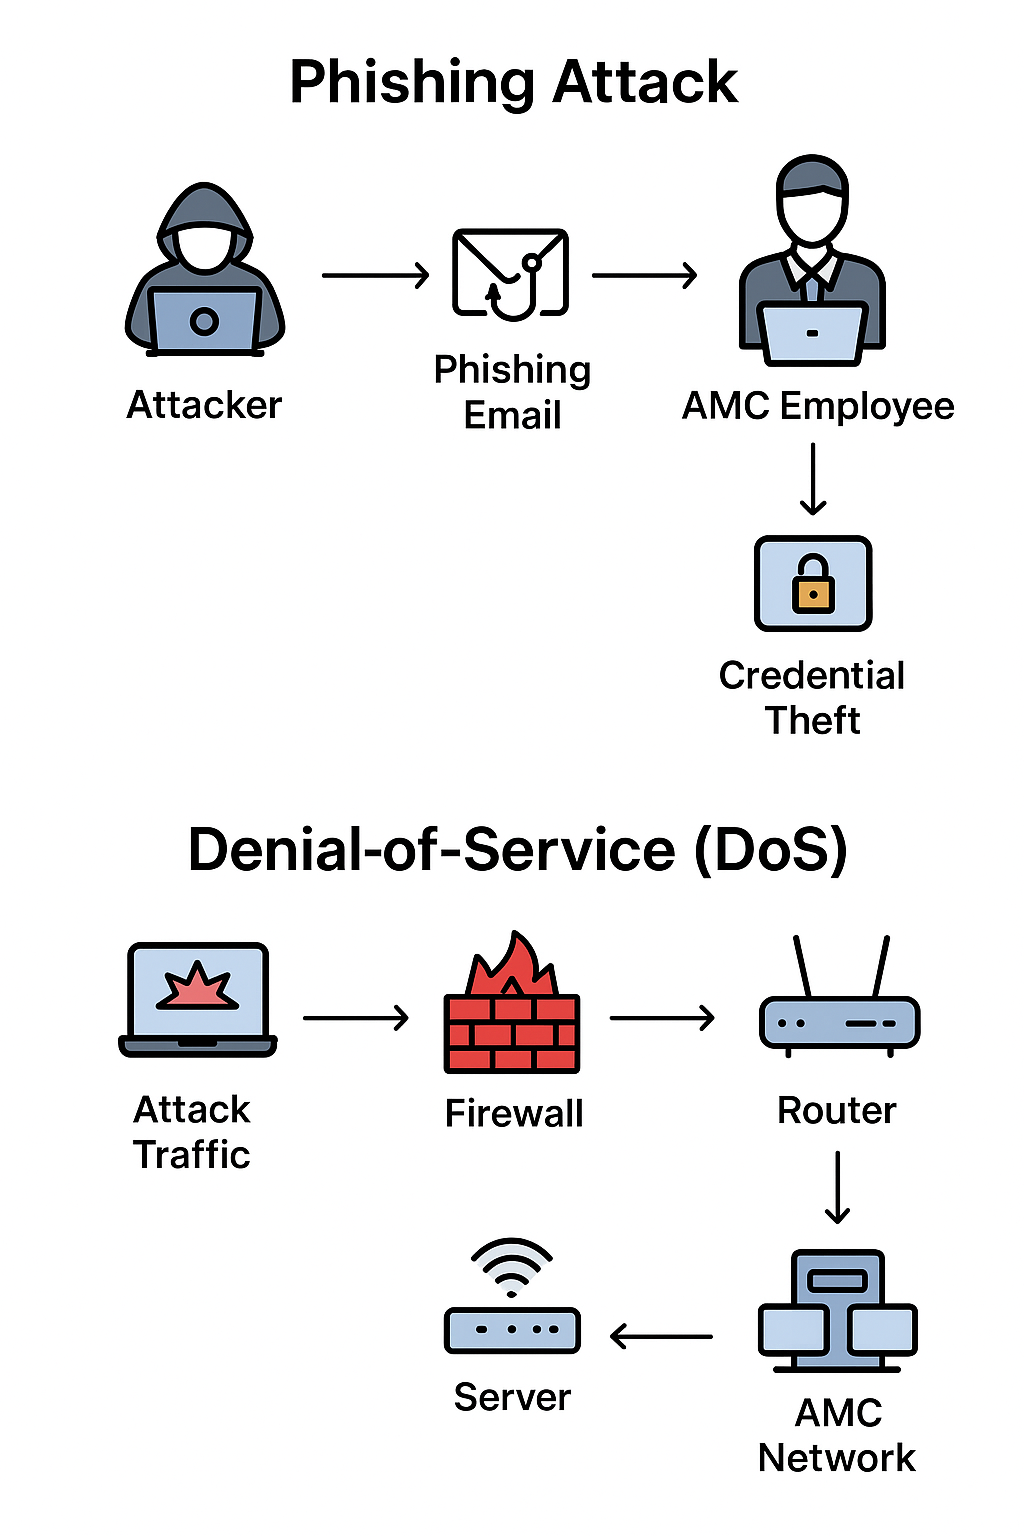 Phishing Attack
Attacker
Phishing
Email
AMC Employee
Credential
Theft
Denial-of-Service (DoS)
Attack
Traffic
Firewall
Router
Server
AMC
Network